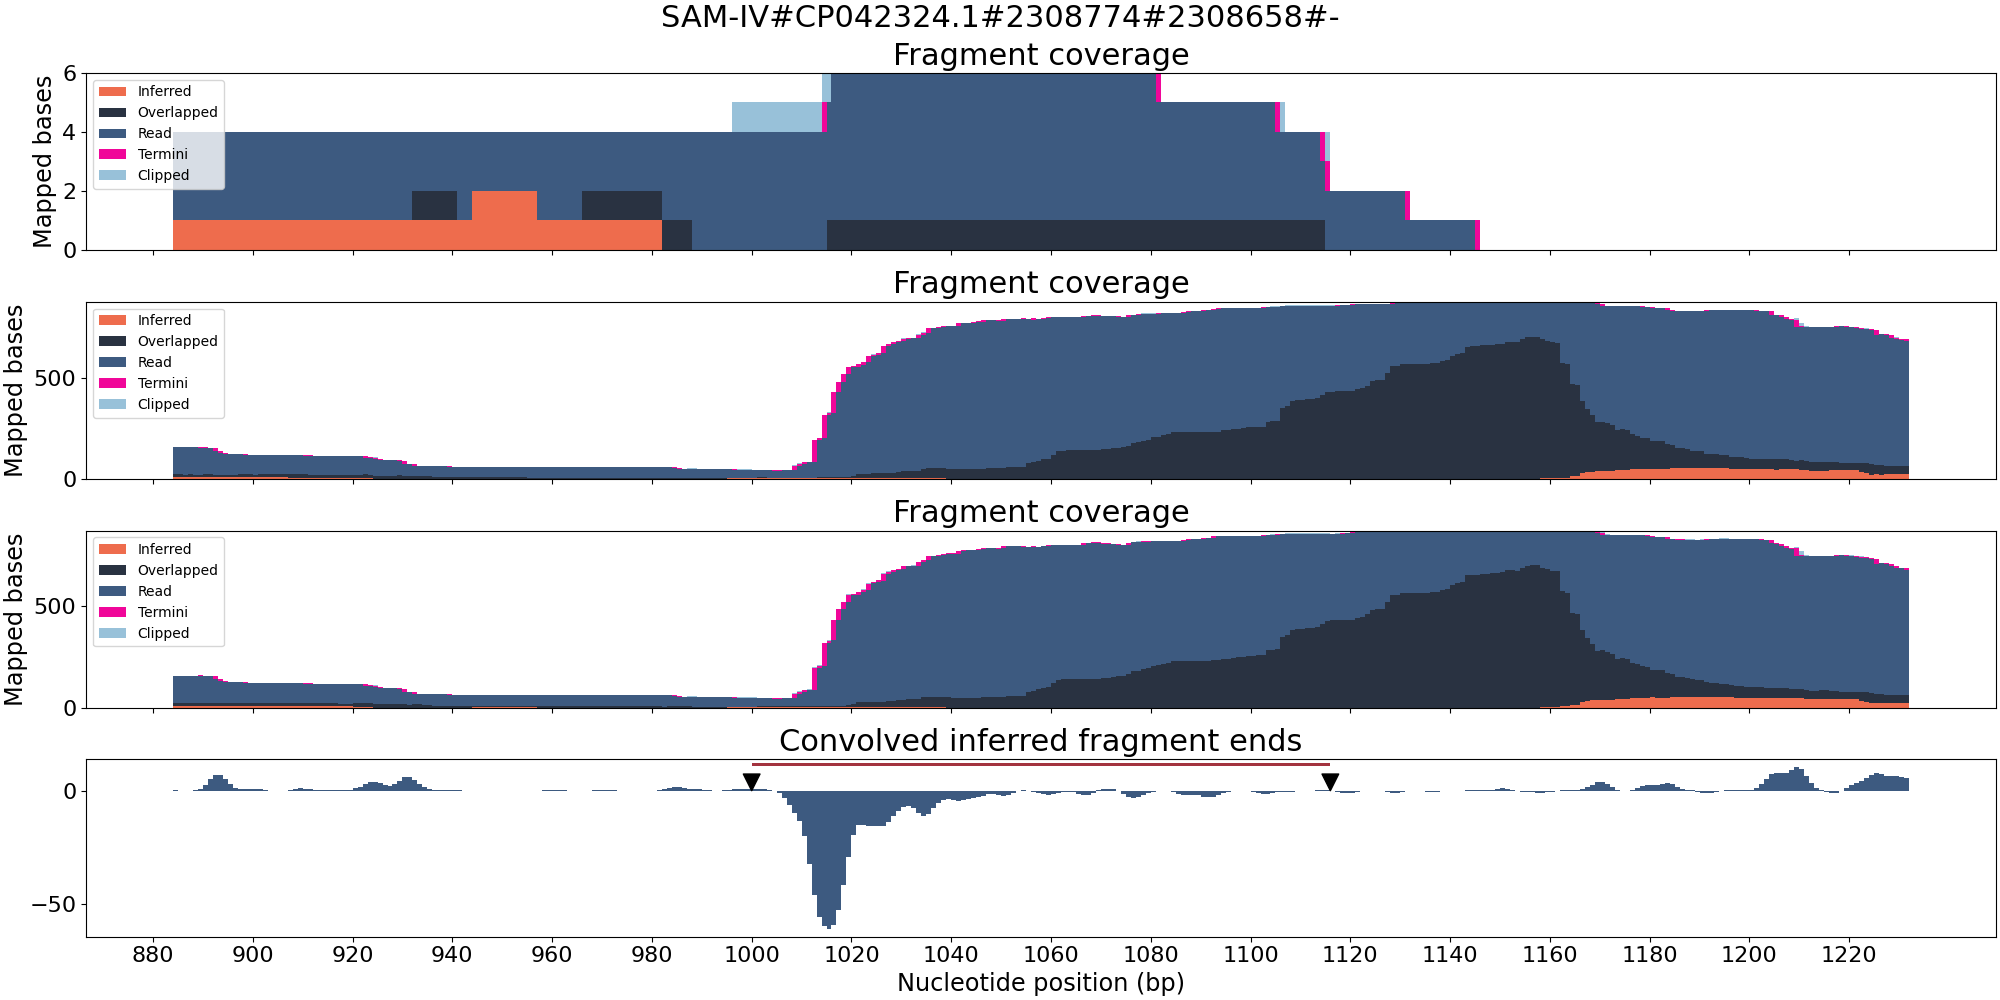 SAM-IV#CP042324.1#2308774#2308658#-
Fragment coverage
Mapped bases
6
4
2
0
Inferred
Overlapped
Read
Termini
Clipped
Fragment coverage
Mapped bases
500
0
Inferred
Overlapped
Read
Termini
Clipped
Fragment coverage
Mapped bases
500
0
Inferred
Overlapped
Read
Termini
Clipped
Convolved inferred fragment ends
0
−50
880 900 920 940 960 980 1000 1020 1040 1060 1080 1100 1120 1140 1160 1180 1200 1220
Nucleotide position (bp)